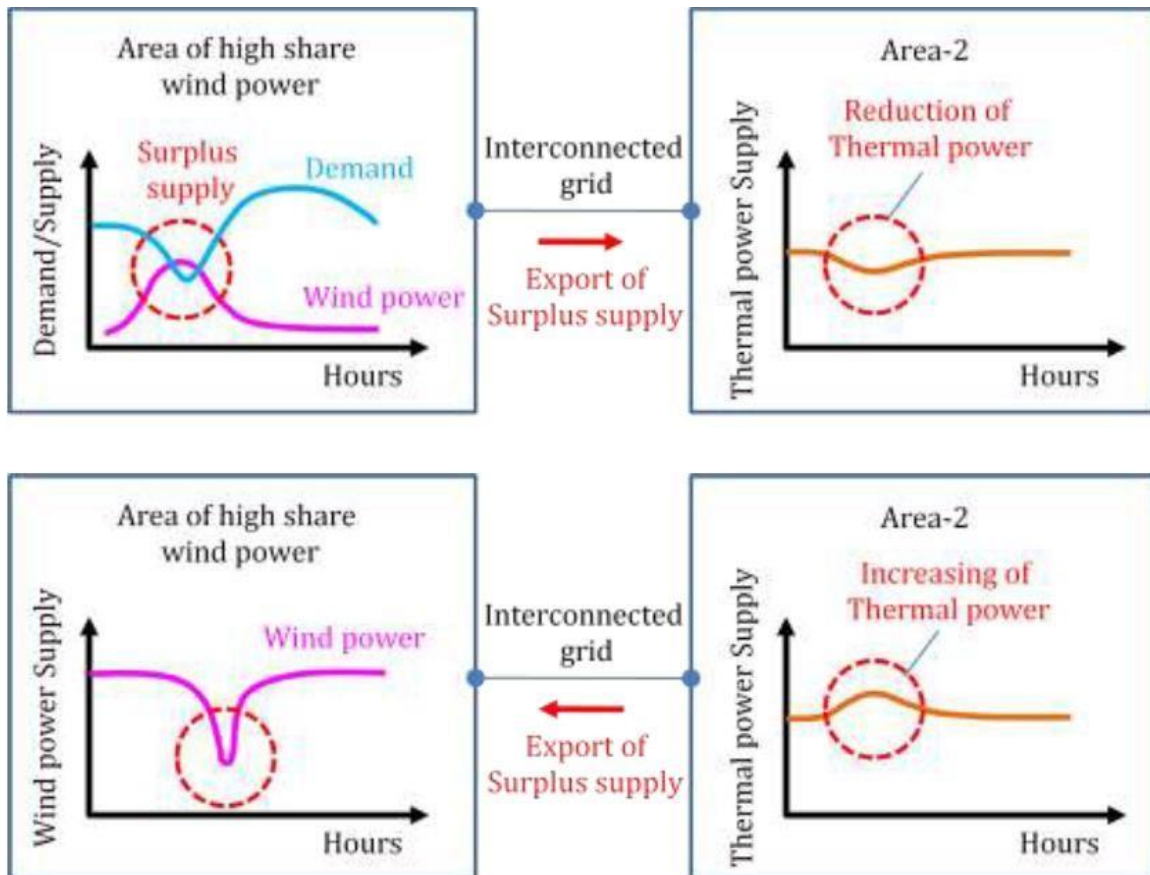 Area of high share
wind power
Demand/Supply
Surplus
supply
Demand
Wind power
Hours
Interconnected
grid
Export of
Surplus supply
Area-2
Thermal power Supply
Reduction of
Thermal power
Hours
Area of high share
wind power
Wind power Supply
Wind power
Hours
Interconnected
grid
Export of
Surplus supply
Area-2
Thermal power Supply
Increasing of
Thermal power
Hours